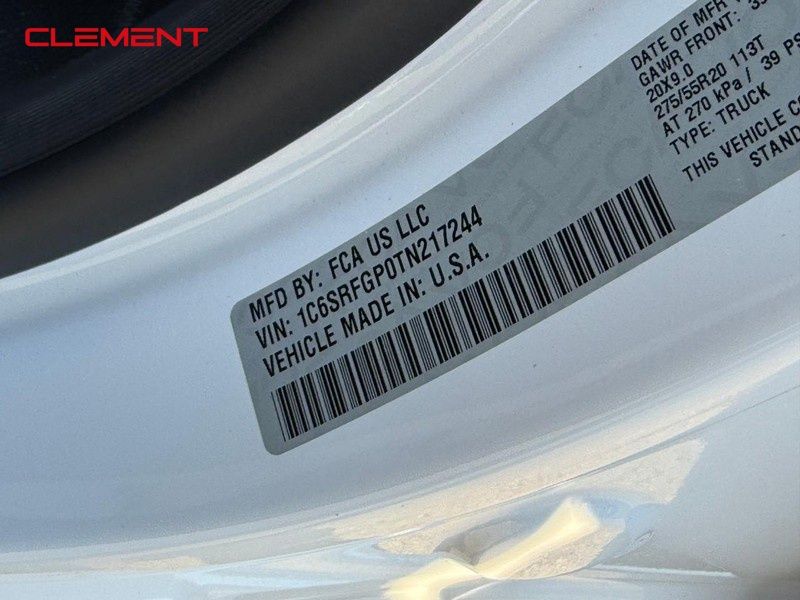 CLEMENT
MFD BY: FCA US LLC
VIN: 1C6SRFGP0TN217244
VEHICLE MADE IN: U.S.A.
DATE OF MFR
GAWR FRONT:
20X9.0
275/55R20 113T
AT 270 kPa / 39 PS
TYPE: TRUCK
THIS VEHICLE CO
STAND